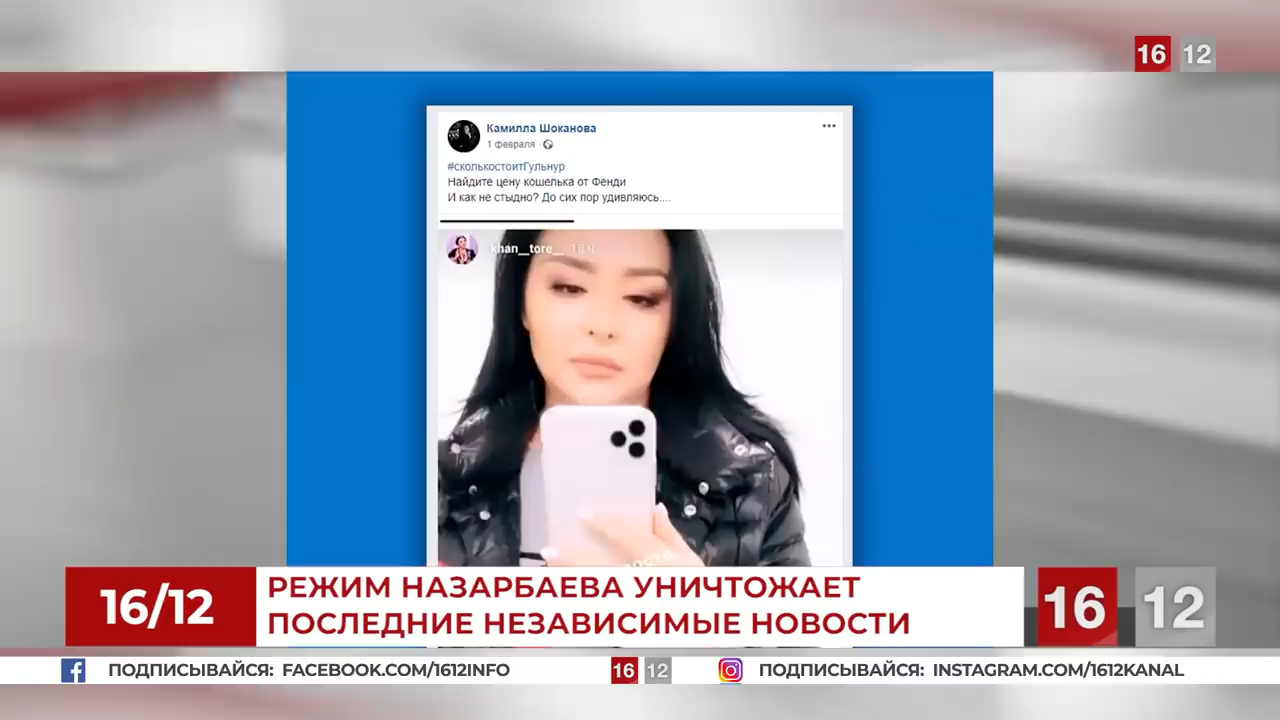 16 12
Камилла Шоканова
1 февраля
#сколькостоитГульнур
Найдите цену кошелька от Фенди
И как не стыдно? До сих пор удивляюсь....
khan__tore__ 18 ч
16/12
РЕЖИМ НАЗАРБАЕВА УНИЧТОЖАЕТ
ПОСЛЕДНИЕ НЕЗАВИСИМЫЕ НОВОСТИ
16 12
ПОДПИСЫВАЙСЯ: FACEBOOK.COM/1612INFO
16 12
ПОДПИСЫВАЙСЯ: INSTAGRAM.COM/1612KANAL